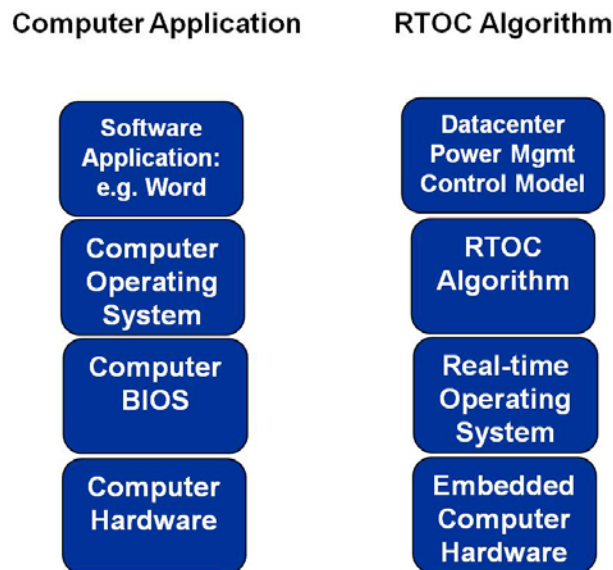 Computer Application
RTOC Algorithm
Software
Application:
e.g. Word
Computer
Operating
System
Computer
BIOS
Computer
Hardware
Datacenter
Power Mgmt
Control Model
RTOC
Algorithm
Real-time
Operating
System
Embedded
Computer
Hardware